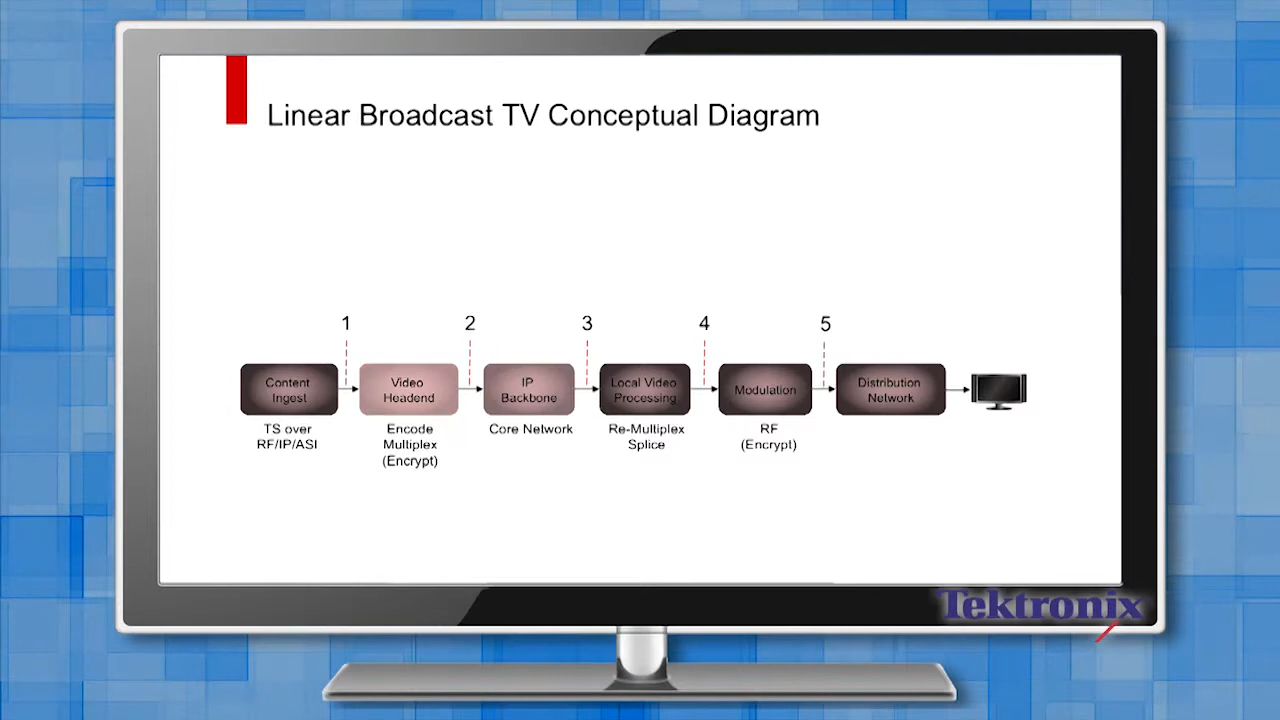 Linear Broadcast TV Conceptual Diagram
1 2 3 4 5
Content
Ingest
Video
Headend
IP
Backbone
Local Video
Processing
Modulation
Distribution
Network
TS over
RF/IP/ASI
Encode
Multiplex
(Encrypt)
Core Network
Re-Multiplex
Splice
RF
(Encrypt)
Tektronix